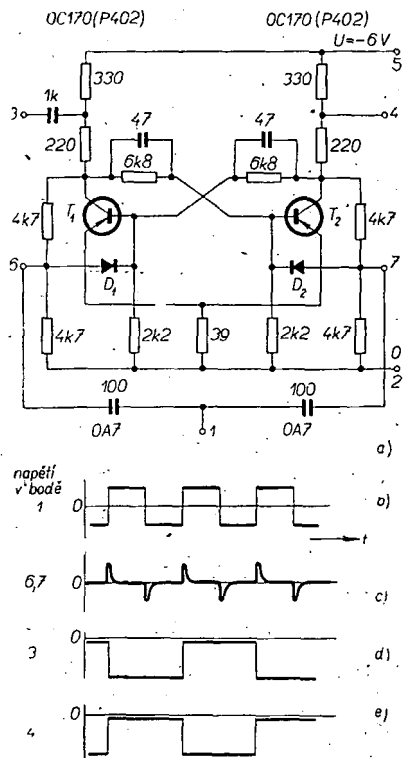 OC170(P402) OC170(P402)
U=-6V
5
330 330
1k
3 4
220 47 47 220
6k8 6k8
4k7 T1 T2 4k7
6 7
D1 D2
4k7 2k2 39 2k2 4k7
0
2
100 100
0A7 1 0A7
a)
napětí
v bodě
1 0 b)
t
6,7 0 c)
3 0 d)
4 0 e)